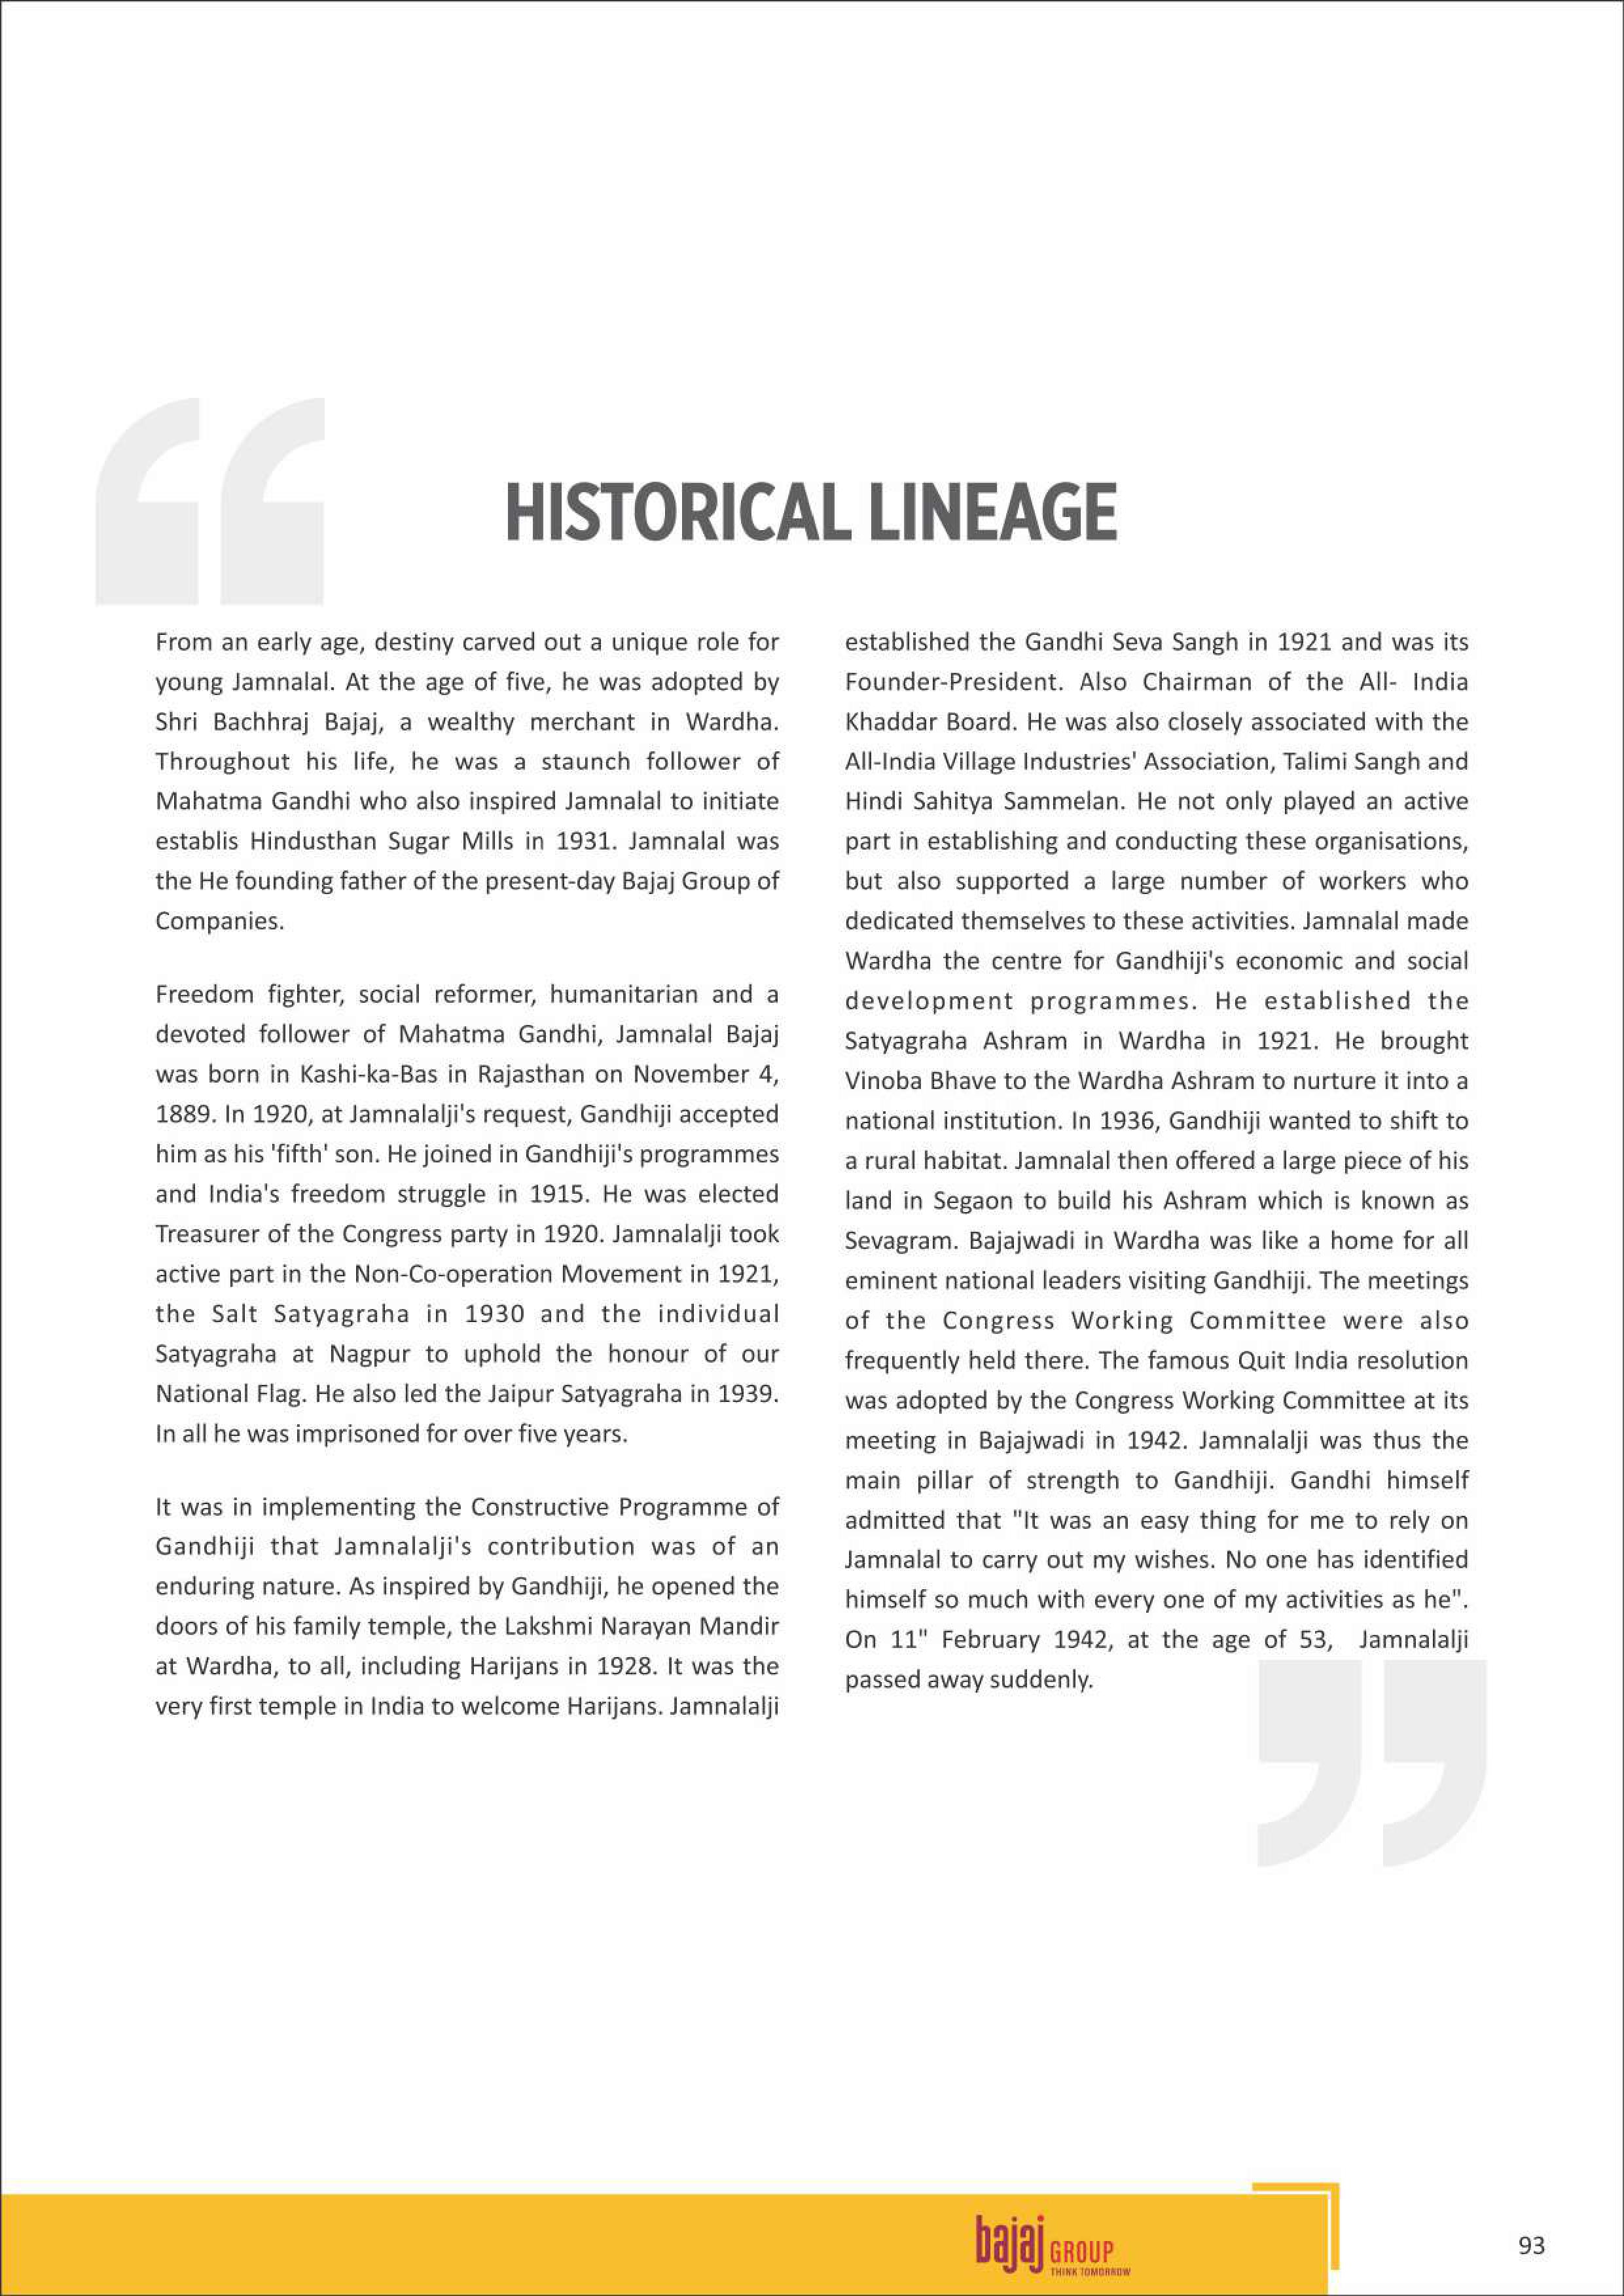 HISTORICAL LINEAGE
From an early age, destiny carved out a unique role for
young Jamnalal. At the age of five, he was adopted by
Shri Bachhraj Bajaj, a wealthy merchant in Wardha.
Throughout his life, he was a staunch follower of
Mahatma Gandhi who also inspired Jamnalal to initiate
establis Hindusthan Sugar Mills in 1931. Jamnalal was
the He founding father of the present-day Bajaj Group of
Companies.
Freedom fighter, social reformer, humanitarian and a
devoted follower of Mahatma Gandhi, Jamnalal Bajaj
was born in Kashi-ka-Bas in Rajasthan on November 4,
1889. In 1920, at Jamnalalji's request, Gandhiji accepted
him as his 'fifth' son. He joined in Gandhiji's programmes
and India's freedom struggle in 1915. He was elected
Treasurer of the Congress party in 1920. Jamnalalji took
active part in the Non-Co-operation Movement in 1921,
the Salt Satyagraha in 1930 and the individual
Satyagraha at Nagpur to uphold the honour of our
National Flag. He also led the Jaipur Satyagraha in 1939.
In all he was imprisoned for over five years.
It was in implementing the Constructive Programme of
Gandhiji that Jamnalalji's contribution was of an
enduring nature. As inspired by Gandhiji, he opened the
doors of his family temple, the Lakshmi Narayan Mandir
at Wardha, to all, including Harijans in 1928. It was the
very first temple in India to welcome Harijans. Jamnalalji
established the Gandhi Seva Sangh in 1921 and was its
Founder-President. Also Chairman of the All- India
Khaddar Board. He was also closely associated with the
All-India Village Industries' Association, Talimi Sangh and
Hindi Sahitya Sammelan. He not only played an active
part in establishing and conducting these organisations,
but also supported a large number of workers who
dedicated themselves to these activities. Jamnalal made
Wardha the centre for Gandhiji's economic and social
development programmes. He established the
Satyagraha Ashram in Wardha in 1921. He brought
Vinoba Bhave to the Wardha Ashram to nurture it into a
national institution. In 1936, Gandhiji wanted to shift to
a rural habitat. Jamnalal then offered a large piece of his
land in Segaon to build his Ashram which is known as
Sevagram. Bajajwadi in Wardha was like a home for all
eminent national leaders visiting Gandhiji. The meetings
of the Congress Working Committee were also
frequently held there. The famous Quit India resolution
was adopted by the Congress Working Committee at its
meeting in Bajajwadi in 1942. Jamnalalji was thus the
main pillar of strength to Gandhiji. Gandhi himself
admitted that "It was an easy thing for me to rely on
Jamnalal to carry out my wishes. No one has identified
himself so much with every one of my activities as he".
On 11" February 1942, at the age of 53, Jamnalalji
passed away suddenly.
bajaj GROUP
THINK TOMORROW
93